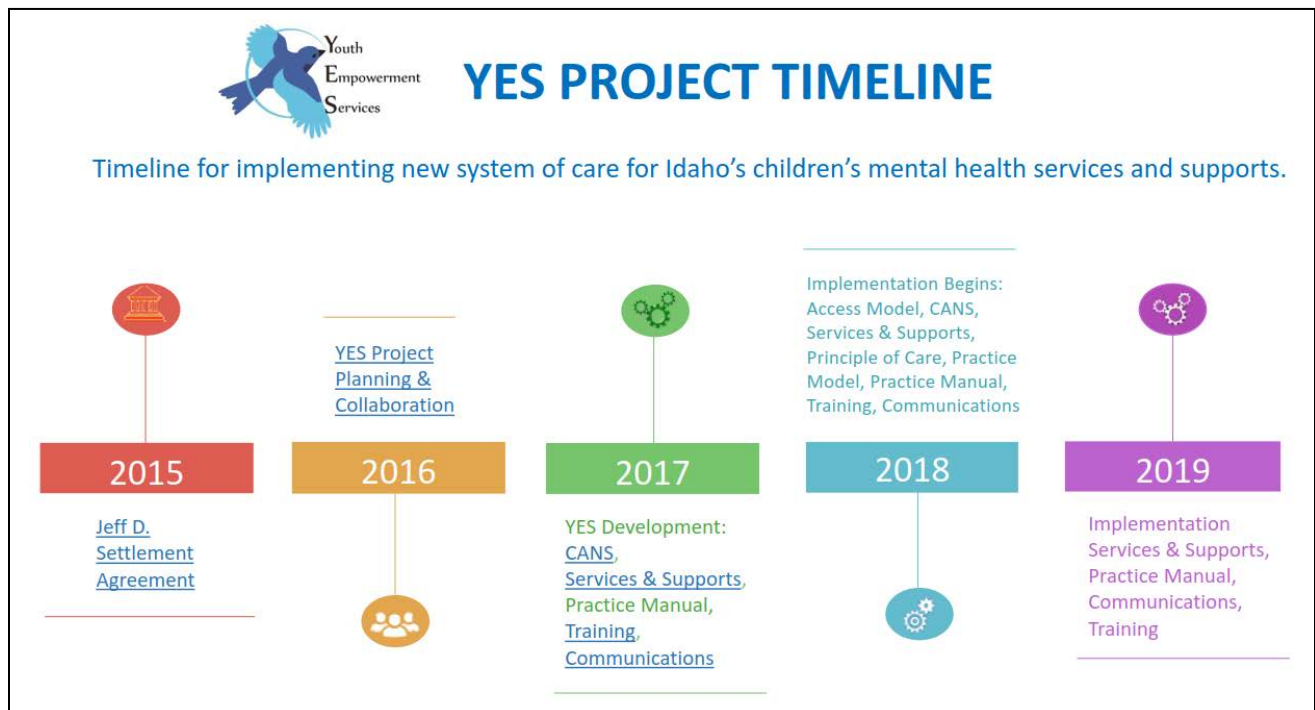 Youth
Empowerment
Services
YES PROJECT TIMELINE
Timeline for implementing new system of care for Idaho's children's mental health services and supports.
2015
Jeff D.
Settlement
Agreement
YES Project
Planning &
Collaboration
2016
2017
YES Development:
CANS,
Services & Supports,
Practice Manual,
Training,
Communications
Implementation Begins:
Access Model, CANS,
Services & Supports,
Principle of Care, Practice
Model, Practice Manual,
Training, Communications
2018
2019
Implementation
Services & Supports,
Practice Manual,
Communications,
Training